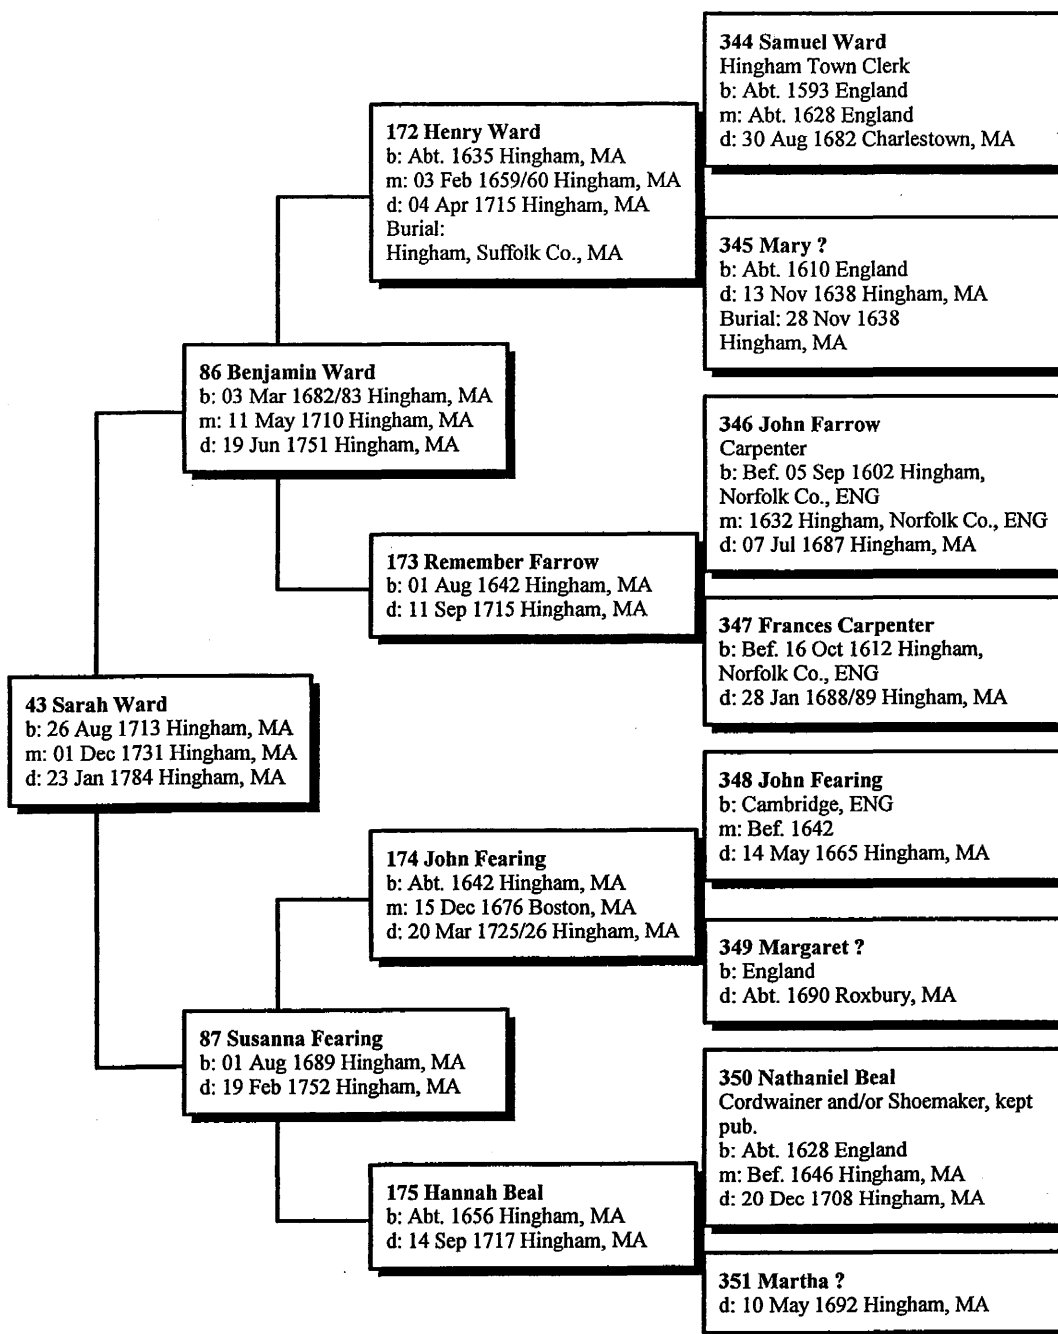 344 Samuel Ward
Hingham Town Clerk
b: Abt. 1593 England
m: Abt. 1628 England
d: 30 Aug 1682 Charlestown, MA
172 Henry Ward
b: Abt. 1635 Hingham, MA
m: 03 Feb 1659/60 Hingham, MA
d: 04 Apr 1715 Hingham, MA
Burial:
Hingham, Suffolk Co., MA
345 Mary ?
b: Abt. 1610 England
d: 13 Nov 1638 Hingham, MA
Burial: 28 Nov 1638
Hingham, MA
86 Benjamin Ward
b: 03 Mar 1682/83 Hingham, MA
m: 11 May 1710 Hingham, MA
d: 19 Jun 1751 Hingham, MA
346 John Farrow
Carpenter
b: Bef. 05 Sep 1602 Hingham,
Norfolk Co., ENG
m: 1632 Hingham, Norfolk Co., ENG
d: 07 Jul 1687 Hingham, MA
173 Remember Farrow
b: 01 Aug 1642 Hingham, MA
d: 11 Sep 1715 Hingham, MA
347 Frances Carpenter
b: Bef. 16 Oct 1612 Hingham,
Norfolk Co., ENG
d: 28 Jan 1688/89 Hingham, MA
43 Sarah Ward
b: 26 Aug 1713 Hingham, MA
m: 01 Dec 1731 Hingham, MA
d: 23 Jan 1784 Hingham, MA
348 John Fearing
b: Cambridge, ENG
m: Bef. 1642
d: 14 May 1665 Hingham, MA
174 John Fearing
b: Abt. 1642 Hingham, MA
m: 15 Dec 1676 Boston, MA
d: 20 Mar 1725/26 Hingham, MA
349 Margaret ?
b: England
d: Abt. 1690 Roxbury, MA
87 Susanna Fearing
b: 01 Aug 1689 Hingham, MA
d: 19 Feb 1752 Hingham, MA
350 Nathaniel Beal
Cordwainer and/or Shoemaker, kept
pub.
b: Abt. 1628 England
m: Bef. 1646 Hingham, MA
d: 20 Dec 1708 Hingham, MA
175 Hannah Beal
b: Abt. 1656 Hingham, MA
d: 14 Sep 1717 Hingham, MA
351 Martha ?
d: 10 May 1692 Hingham, MA